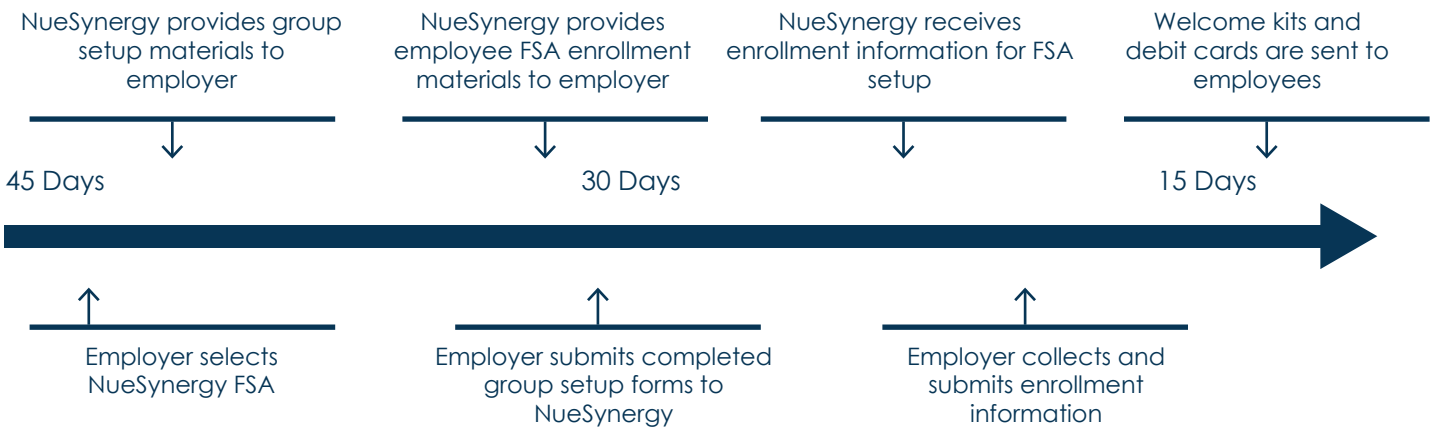 NueSynergy provides group
setup materials to
employer
NueSynergy provides
employee FSA enrollment
materials to employer
NueSynergy receives
enrollment information for FSA
setup
Welcome kits and
debit cards are sent to
employees
45 Days
30 Days
15 Days
Employer selects
NueSynergy FSA
Employer submits completed
group setup forms to
NueSynergy
Employer collects and
submits enrollment
information